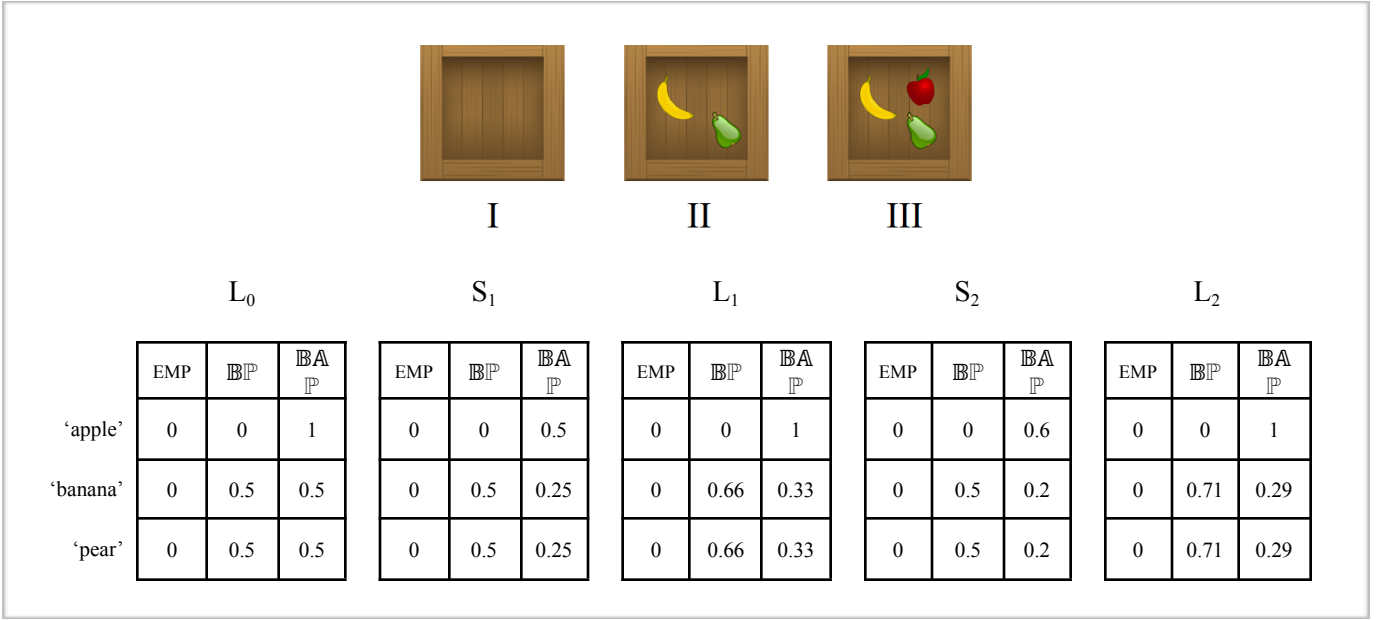 I II III
L₀ S₁ L₁ S₂ L₂
EMP 𝔹ℙ 𝔹𝔸 EMP 𝔹ℙ 𝔹𝔸 EMP 𝔹ℙ 𝔹𝔸 EMP 𝔹ℙ 𝔹𝔸 EMP 𝔹ℙ 𝔹𝔸
ℙ ℙ ℙ ℙ ℙ
‘apple’ 0 0 1 0 0 0.5 0 0 1 0 0 0.6 0 0 1
‘banana’ 0 0.5 0.5 0 0.5 0.25 0 0.66 0.33 0 0.5 0.2 0 0.71 0.29
‘pear’ 0 0.5 0.5 0 0.5 0.25 0 0.66 0.33 0 0.5 0.2 0 0.71 0.29